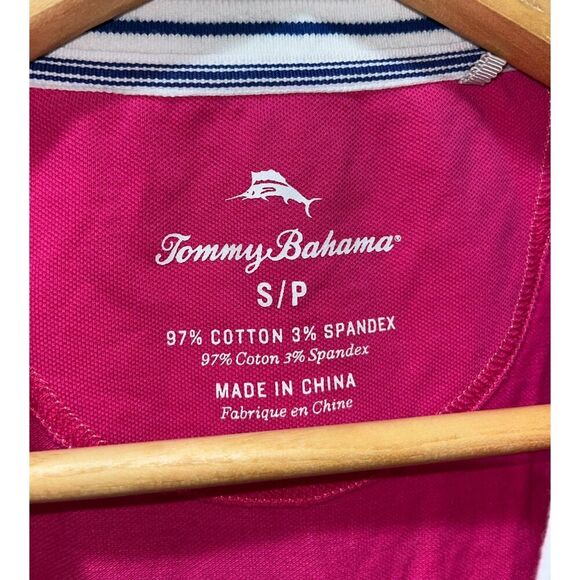 Tommy Bahama®
S/P
97% COTTON 3% SPANDEX
97% Coton 3% Spandex
MADE IN CHINA
Fabrique en Chine